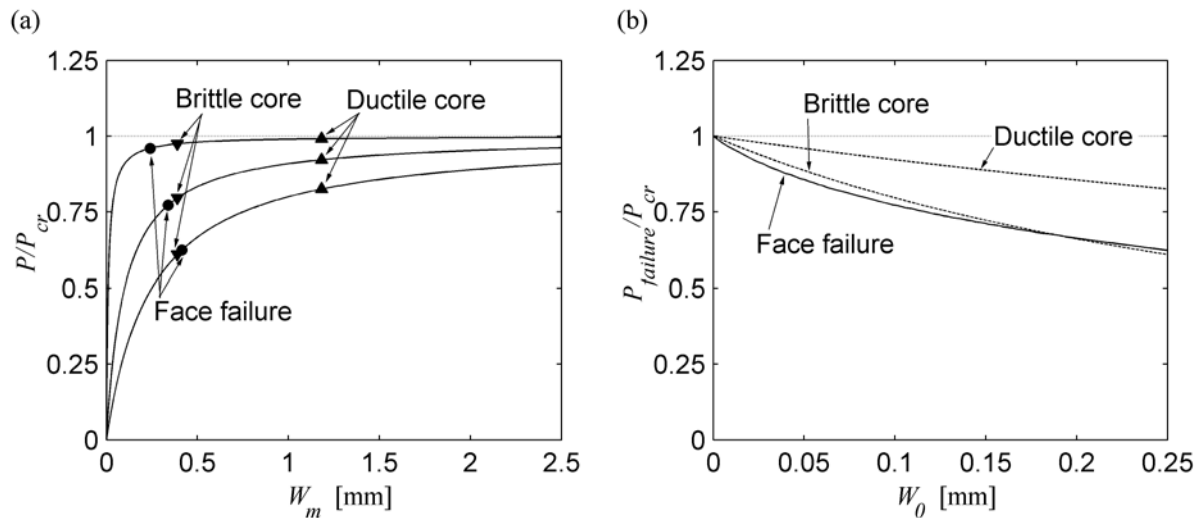 (a)
1.25
1
0.75
0.5
0.25
0
P/P_cr
Brittle core
Ductile core
Face failure
0 0.5 1 1.5 2 2.5
W_m [mm]
(b)
1.25
1
0.75
0.5
0.25
0
P_failure/P_cr
Brittle core
Ductile core
Face failure
0 0.05 0.1 0.15 0.2 0.25
W_0 [mm]